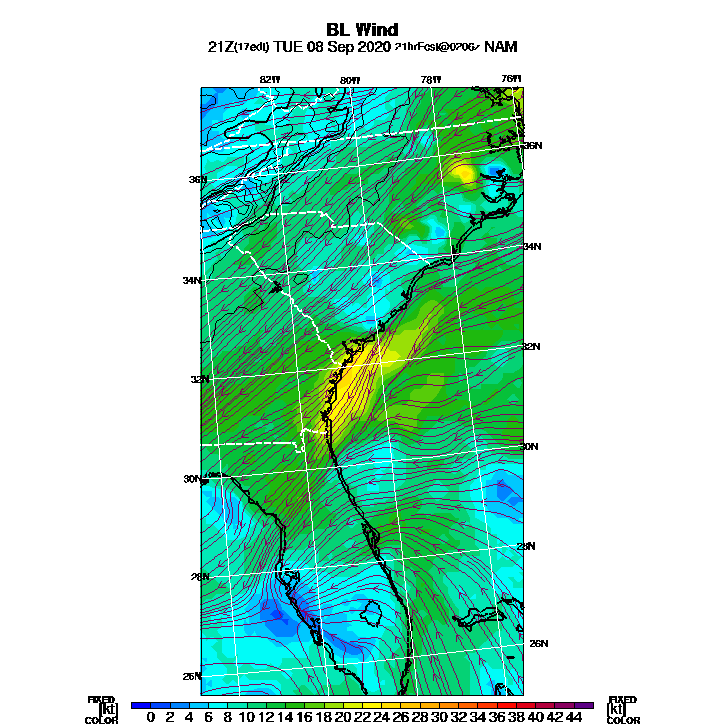 BL Wind
21Z(17edt) TUE 08 Sep 2020 21hrFcst@0206z NAM
82W 80W 78W 76W
36N
36N
34N
34N
32N
32N
30N
30N
28N
28N
26N
26N
FIXED FIXED
[kt] 0 2 4 6 8 10 12 14 16 18 20 22 24 26 28 30 32 34 36 38 40 42 44 [kt]
COLOR COLOR